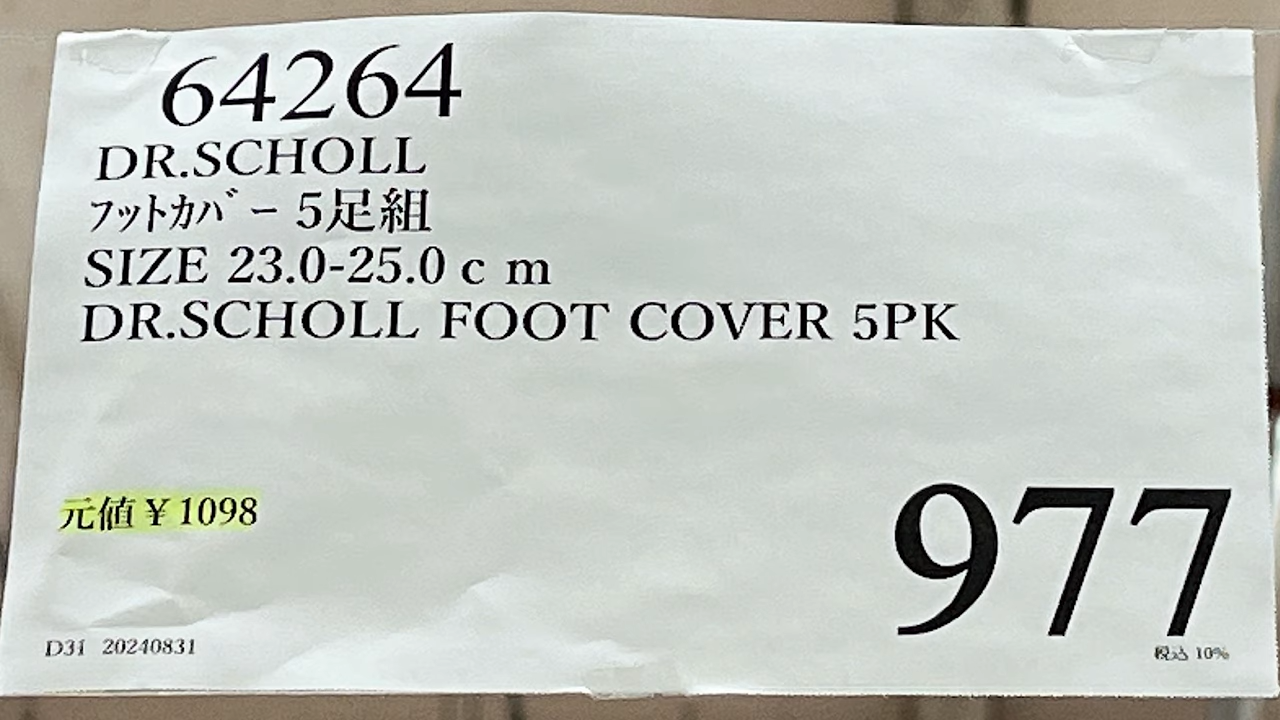 64264
DR.SCHOLL
ﾌｯﾄｶﾊﾞｰ 5足組
SIZE 23.0-25.0ｃｍ
DR.SCHOLL FOOT COVER 5PK
元値￥1098
977
D31 20240831
税込 10%